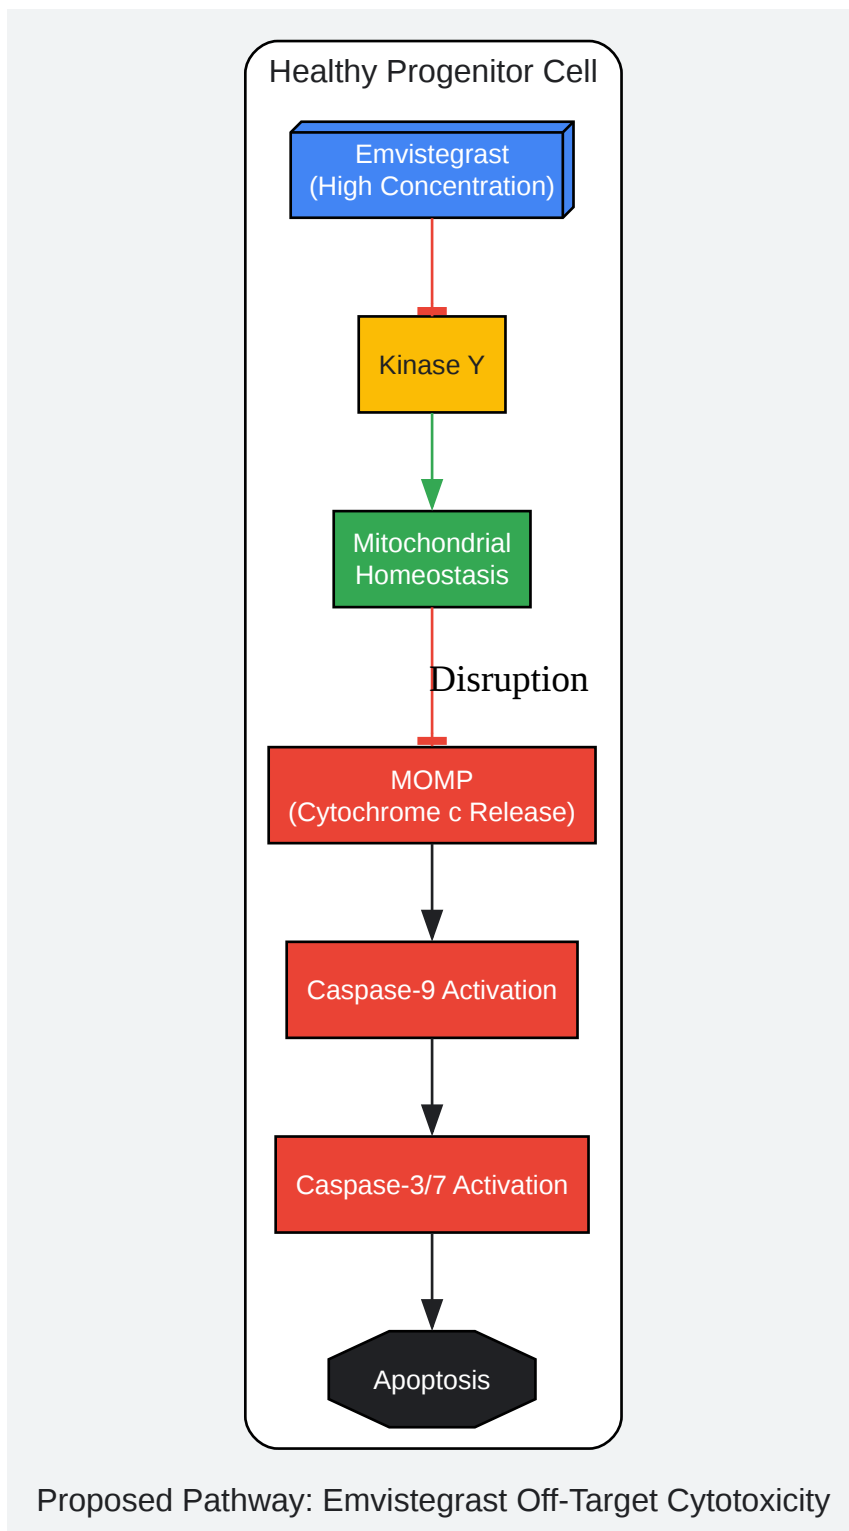 Healthy Progenitor Cell
Emvistegrast
(High Concentration)
Kinase Y
Mitochondrial
Homeostasis
Disruption
MOMP
(Cytochrome c Release)
Caspase-9 Activation
Caspase-3/7 Activation
Apoptosis
Proposed Pathway: Emvistegrast Off-Target Cytotoxicity